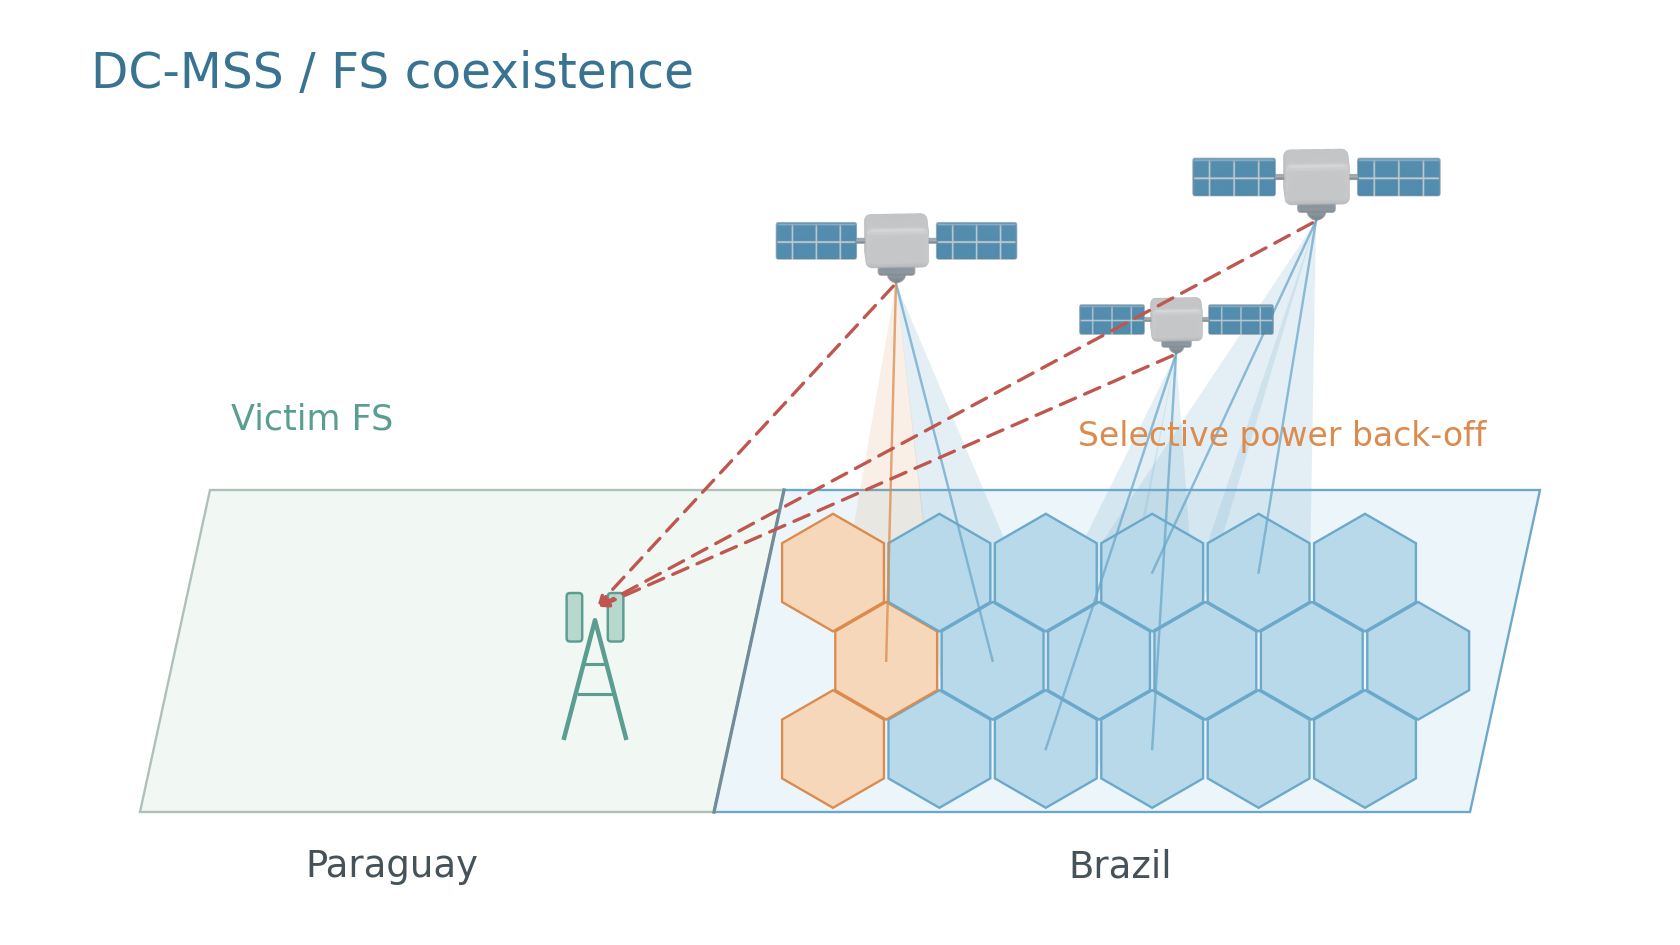 DC-MSS / FS coexistence
Victim FS
Selective power back-off
Paraguay
Brazil